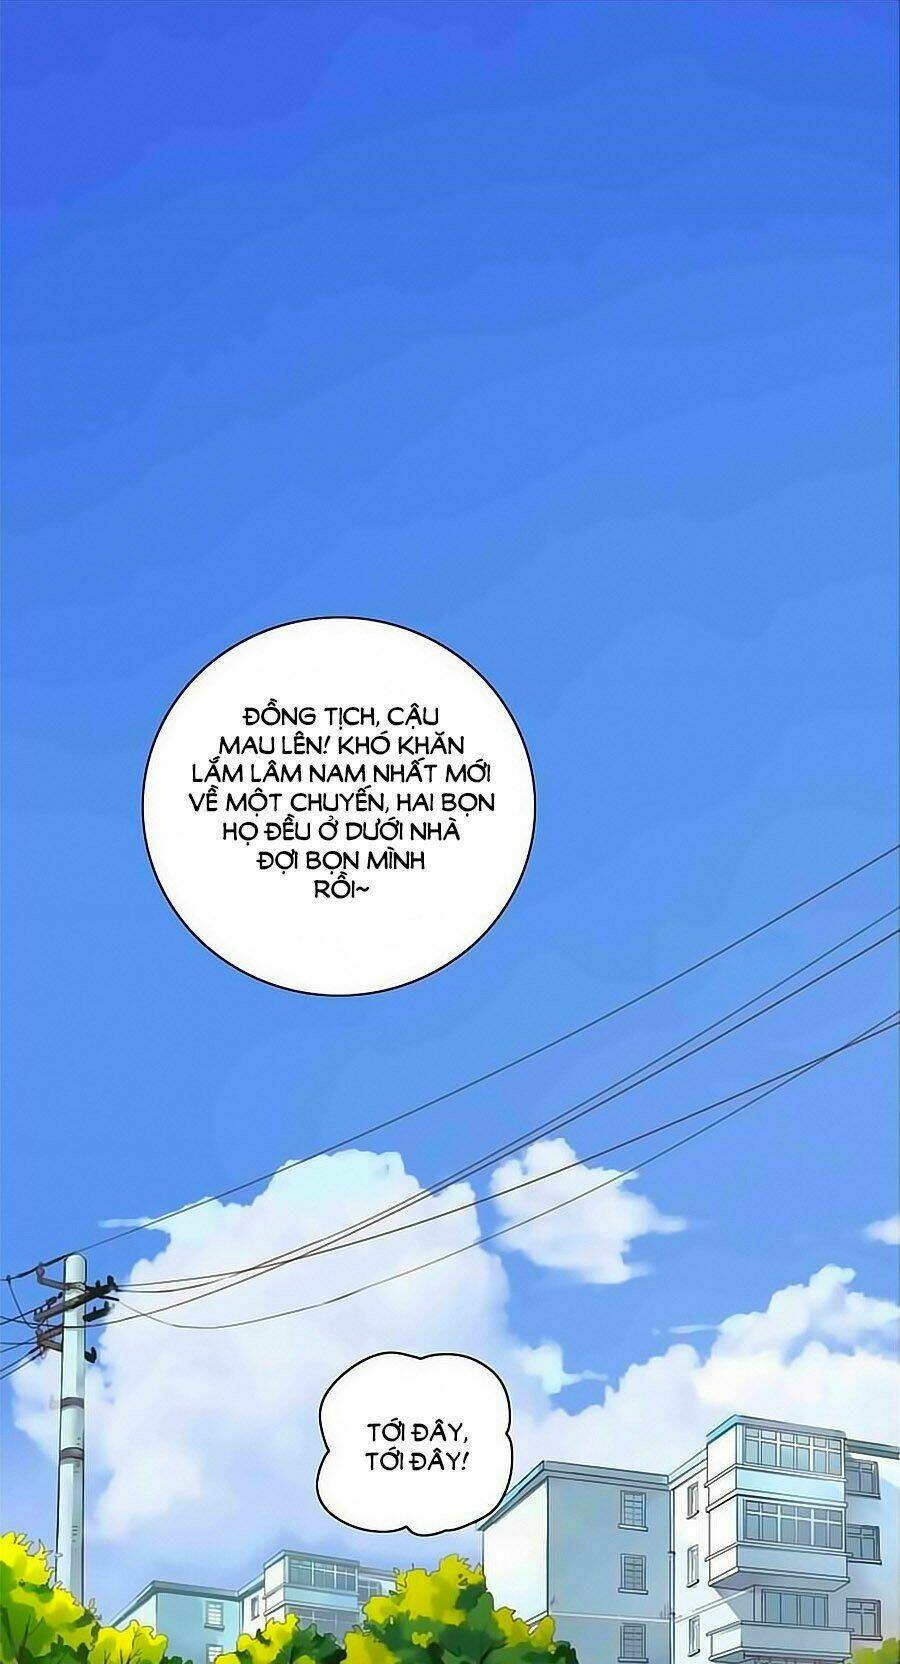 ĐỒNG TỊCH, CẬU
MAU LÊN! KHÓ KHĂN
LẮM LÂM NAM NHẤT MỚI
VỀ MỘT CHUYẾN, HAI BỌN
HỌ ĐỀU Ở DƯỚI NHÀ
ĐỢI BỌN MÌNH
RỒI~
TỚI ĐÂY,
TỚI ĐÂY!